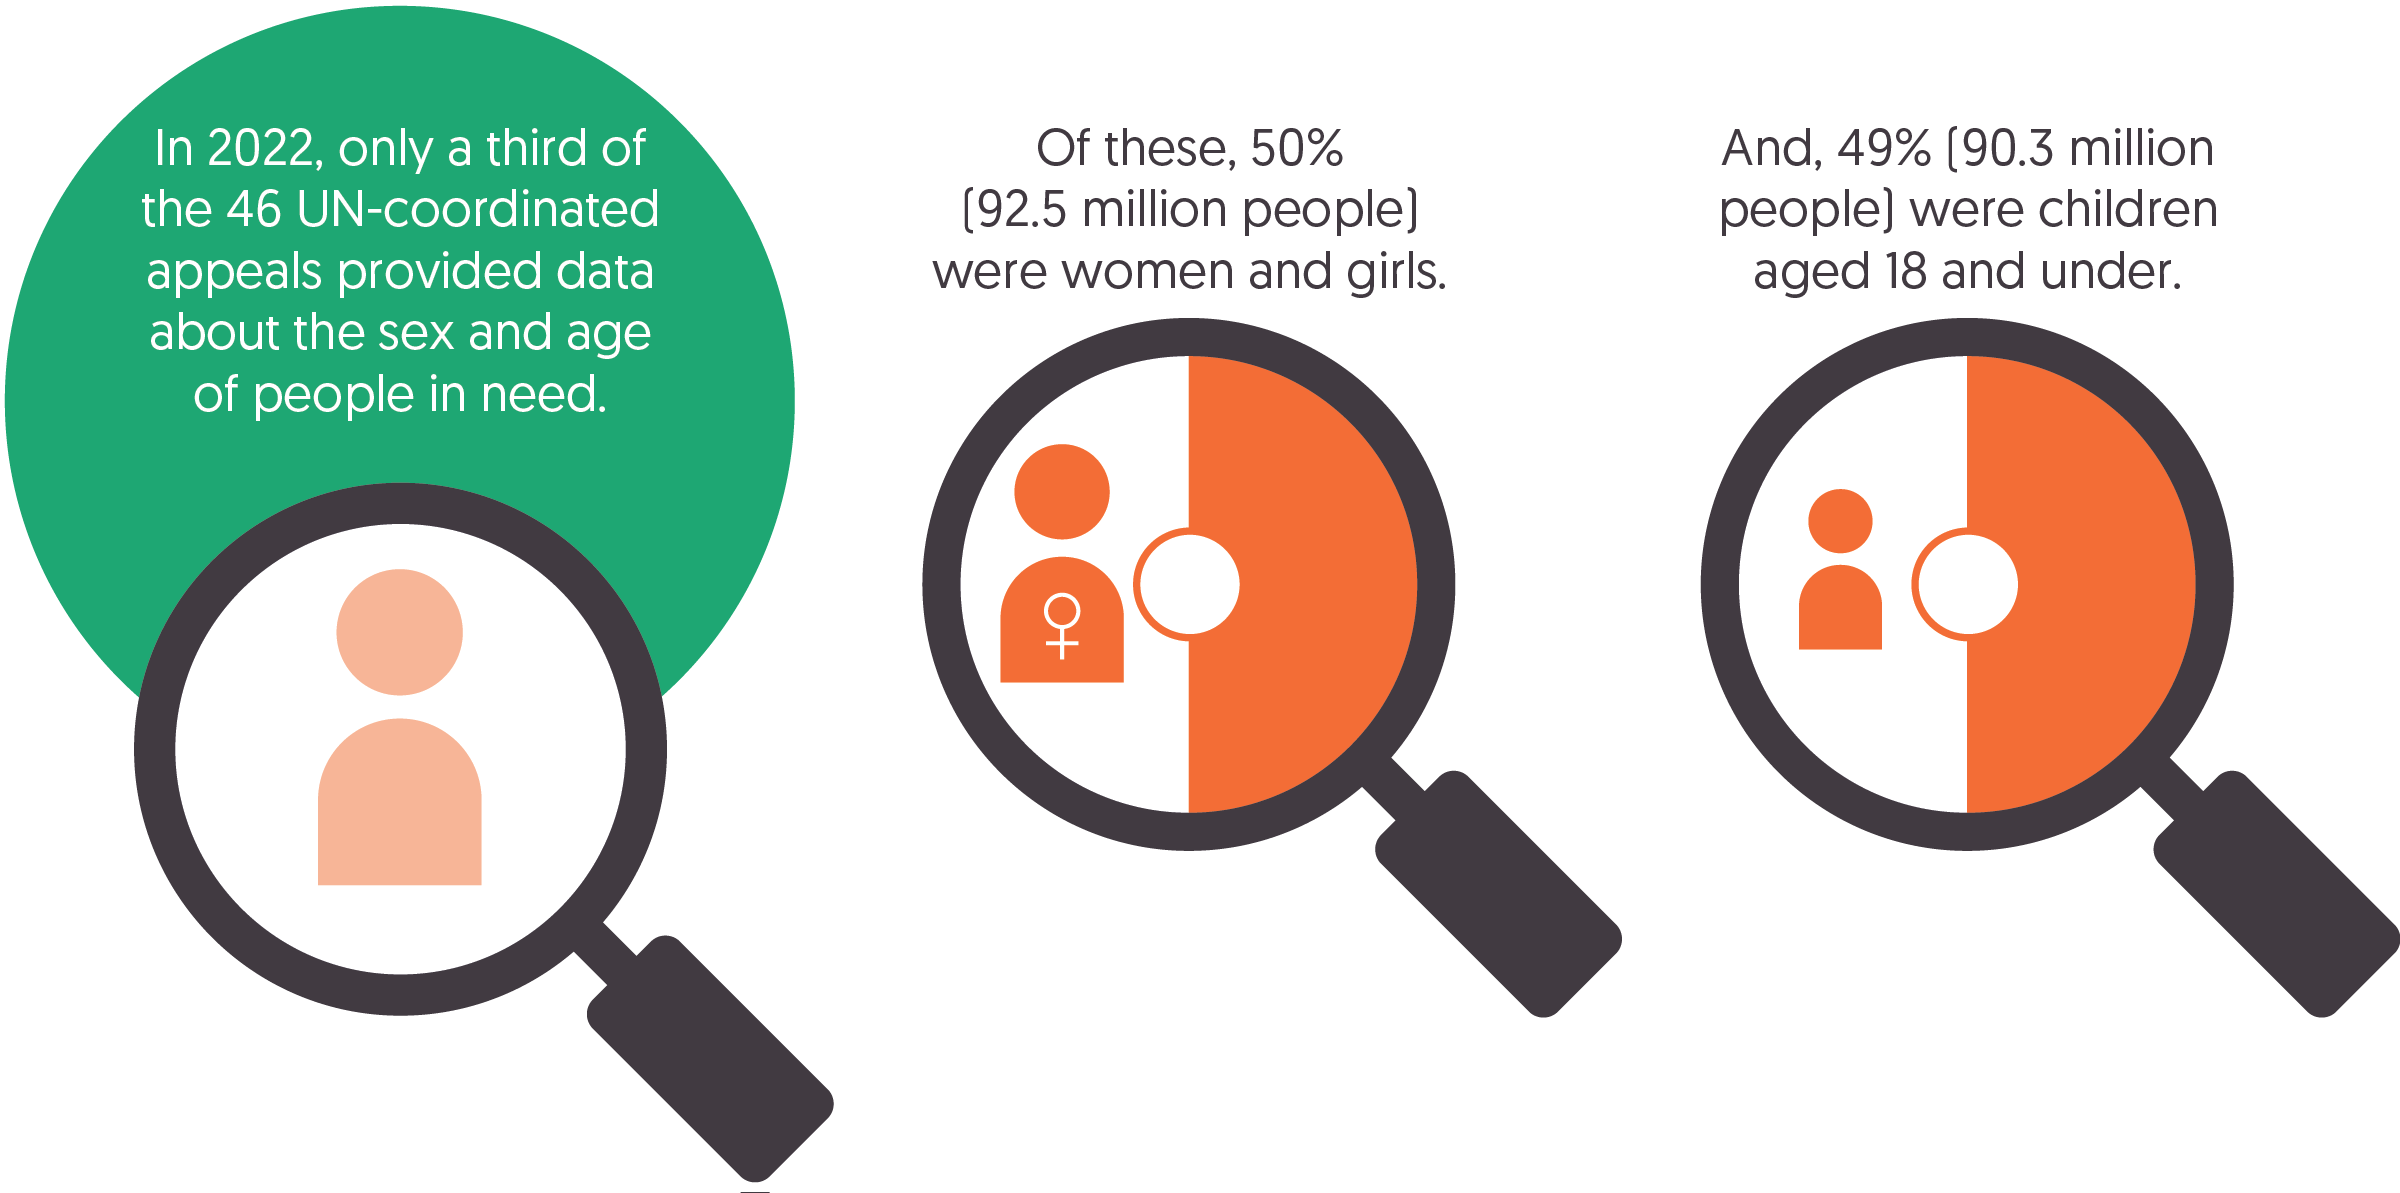 In 2022, only a third of
the 46 UN-coordinated
appeals provided data
about the sex and age
of people in need.
Of these, 50%
(92.5 million people)
were women and girls.
And, 49% (90.3 million
people) were children
aged 18 and under.